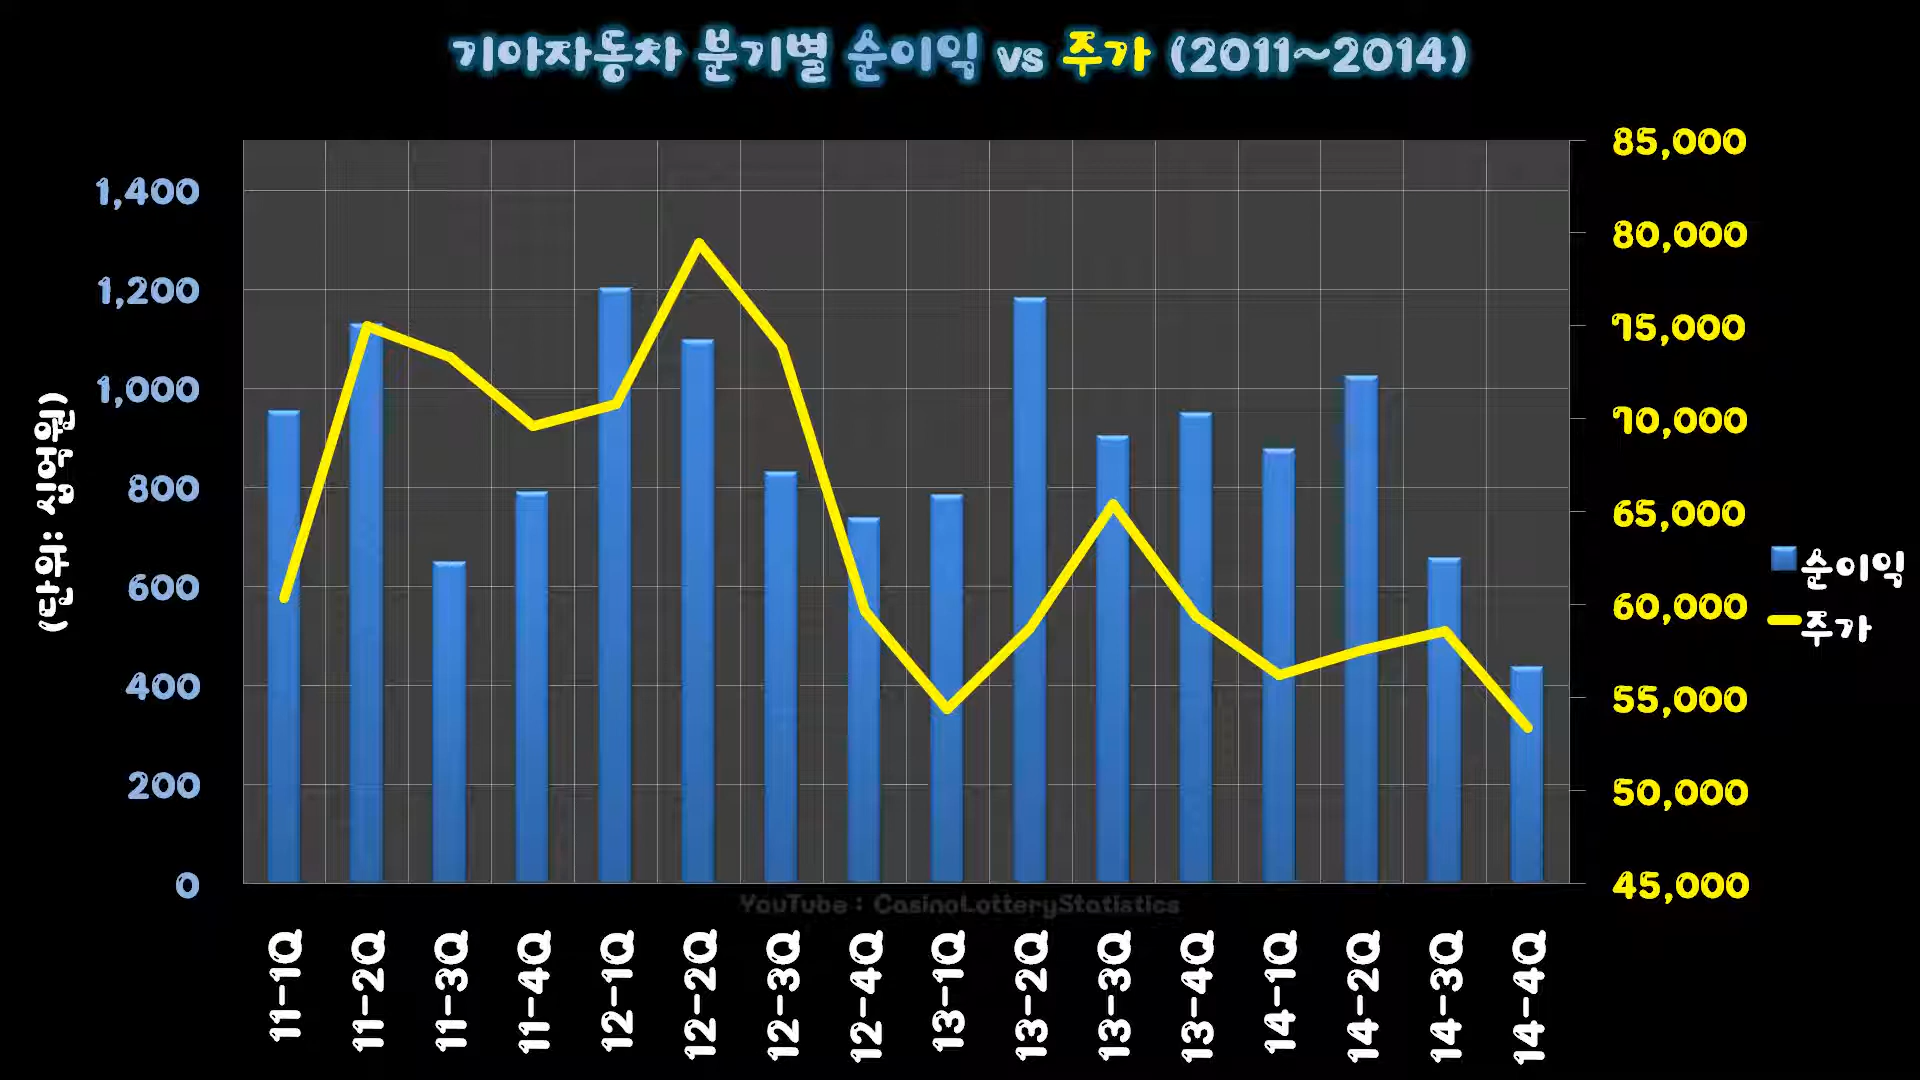 기아자동차 분기별 순이익 vs 주가 (2011~2014)
(단위: 십억원)
1,400
1,200
1,000
800
600
400
200
0
85,000
80,000
75,000
70,000
65,000
60,000
55,000
50,000
45,000
순이익
주가
YouTube : CasinoLotteryStatistics
11-1Q
11-2Q
11-3Q
11-4Q
12-1Q
12-2Q
12-3Q
12-4Q
13-1Q
13-2Q
13-3Q
13-4Q
14-1Q
14-2Q
14-3Q
14-4Q